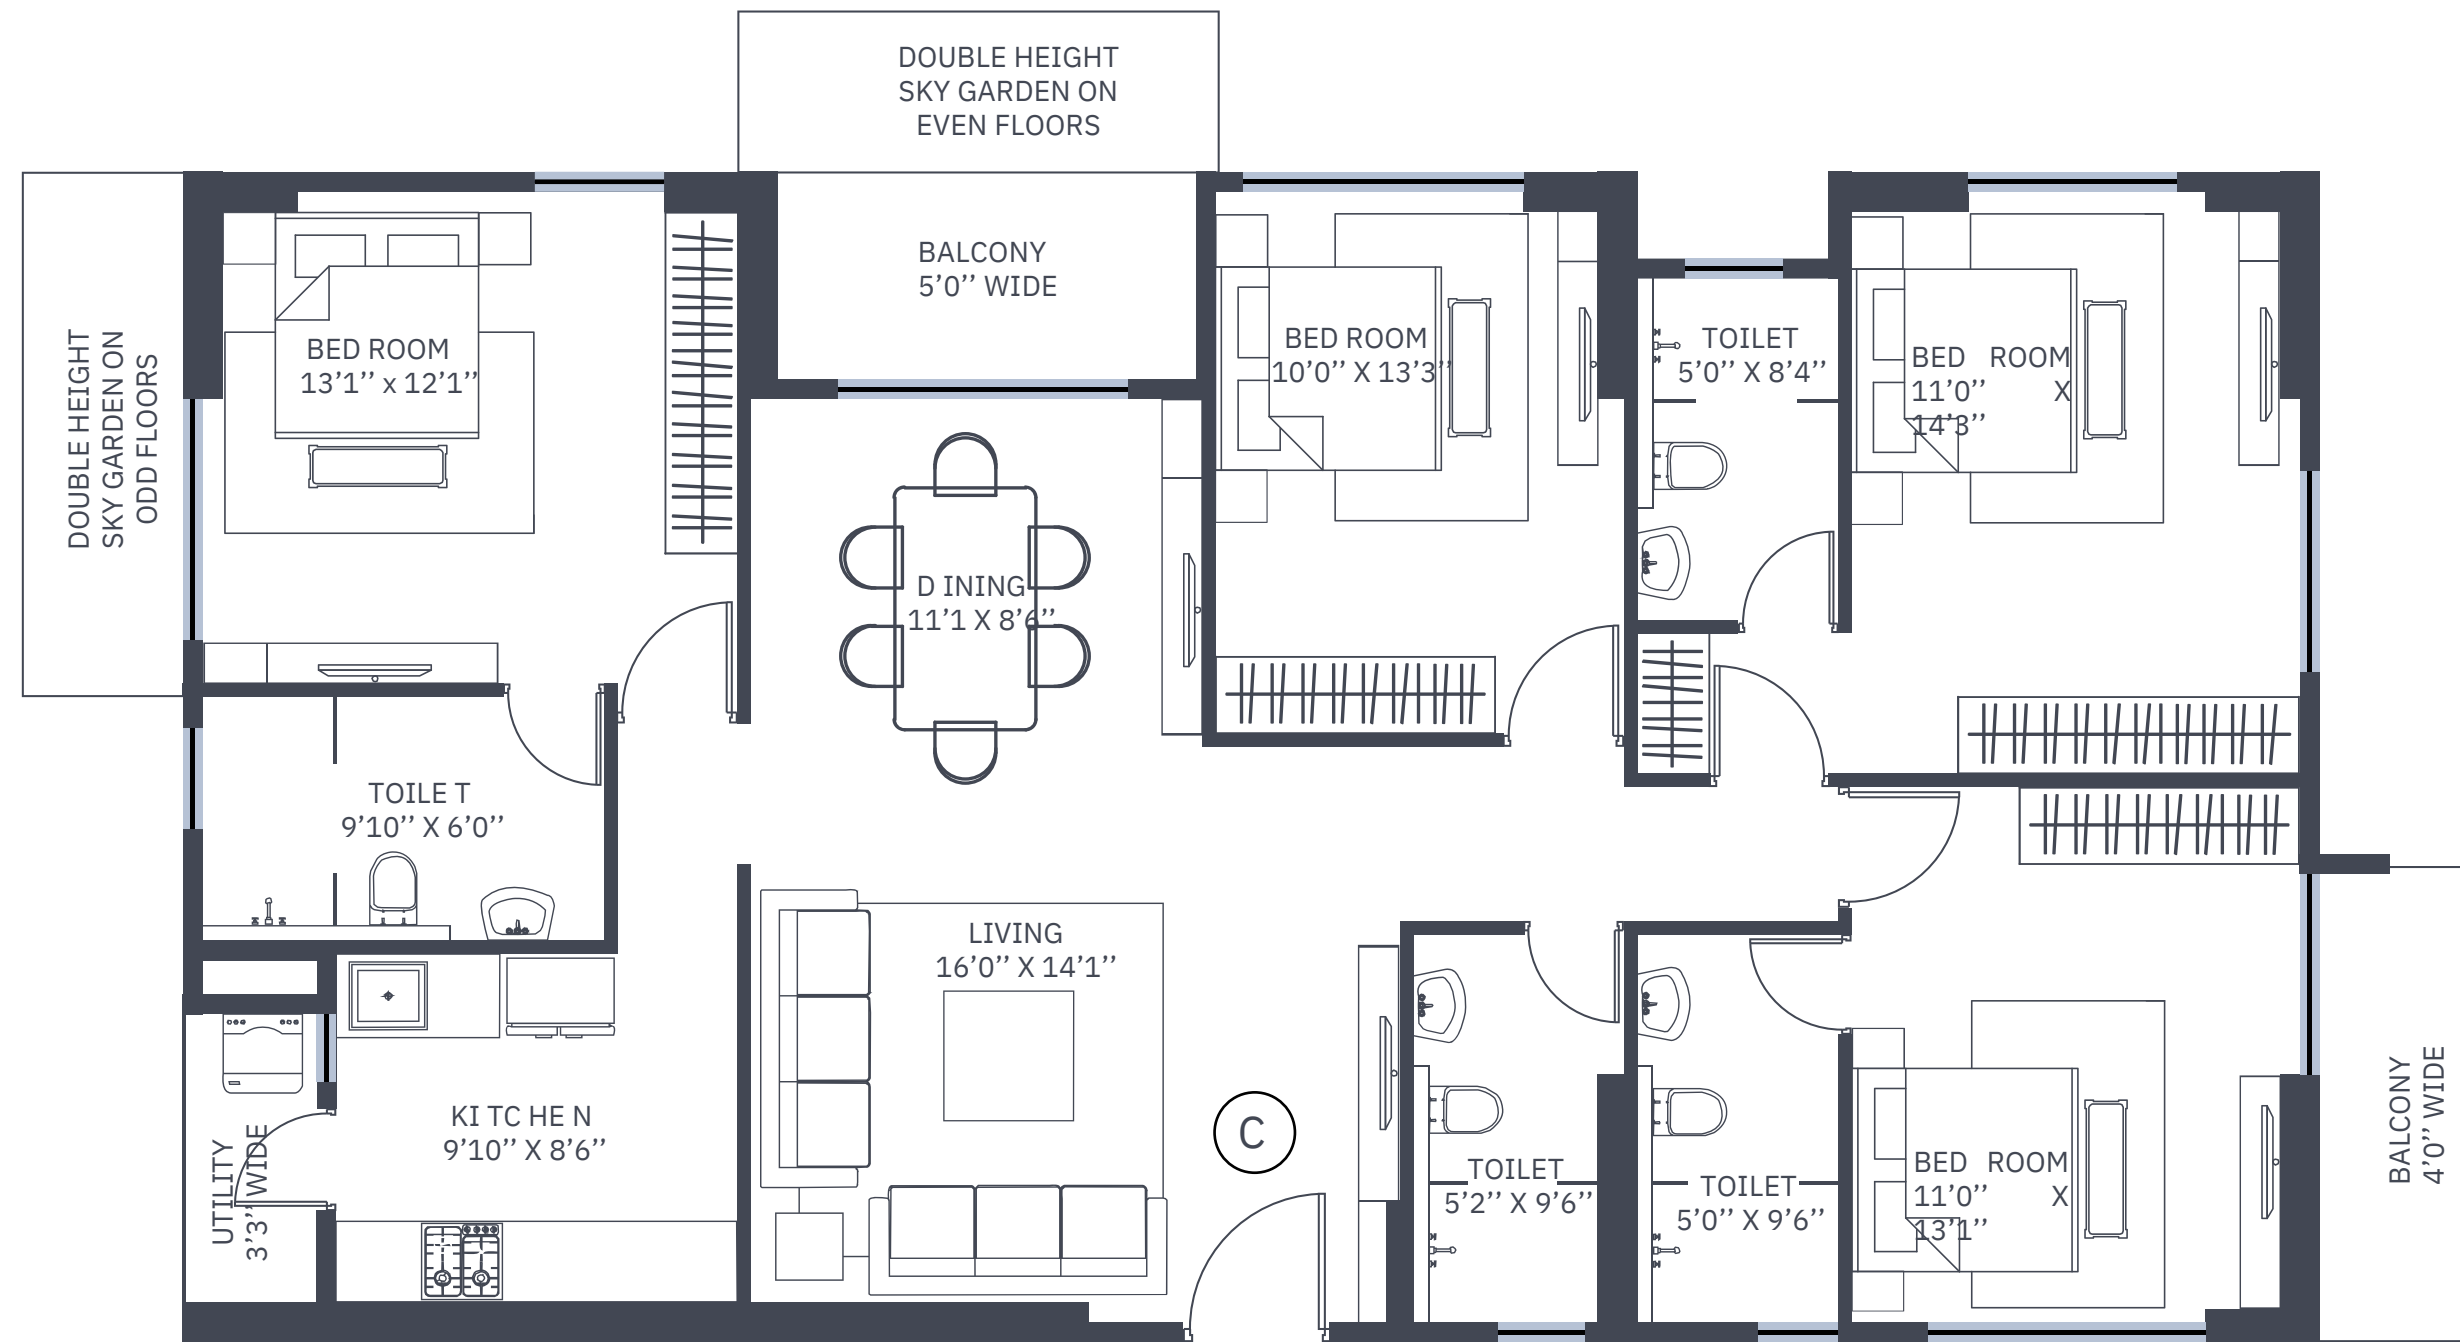 DOUBLE HEIGHT
SKY GARDEN ON
EVEN FLOORS
DOUBLE HEIGHT
SKY GARDEN ON
ODD FLOORS
BALCONY
5’0’’ WIDE
BED ROOM
13’1’’ x 12’1’’
BED ROOM
10’0’’ X 13’3’’
TOILET
5’0’’ X 8’4’’
BED ROOM
11’0’’ X
14’3’’
D INING
11’1 X 8’6’’
TOILE T
9’10’’ X 6’0’’
LIVING
16’0’’ X 14’1’’
KI TC HE N
9’10’’ X 8’6’’
UTILITY
3’3’’ WIDE
C
TOILET
5’2’’ X 9’6’’
TOILET
5’0’’ X 9’6’’
BED ROOM
11’0’’ X
13’1’’
BALCONY
4’0’’ WIDE